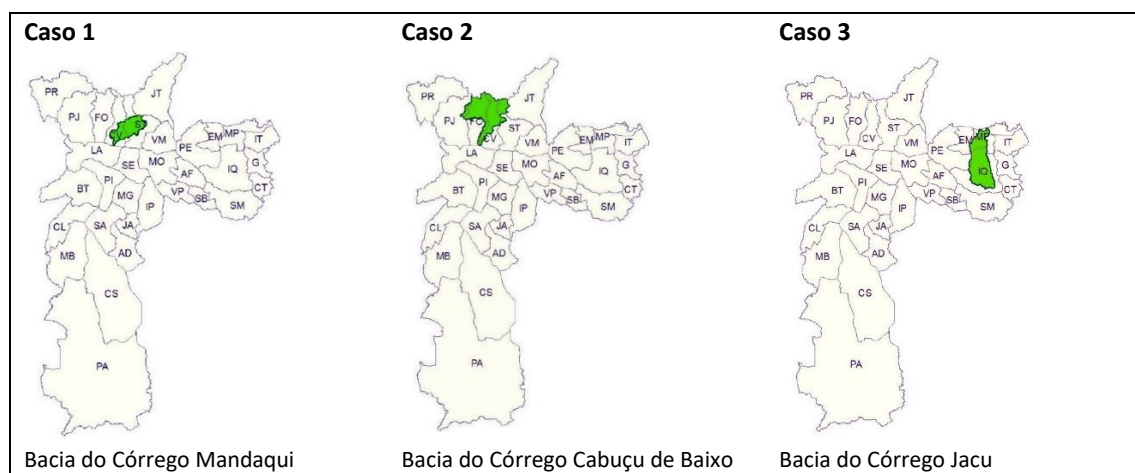 Caso 1
PR
JT
PJ
FO
ST
VM
LA
SE
MO
PE
EM
MP
IT
IQ
G
AF
CT
BT
PI
MG
VP
SB
SM
IP
CL
SA
JA
MB
AD
CS
PA
Bacia do Córrego Mandaqui
Caso 2
PR
JT
PJ
FO
ST
CV
VM
LA
SE
MO
PE
EM
MP
IT
IQ
G
AF
CT
BT
PI
MG
VP
SB
SM
IP
CL
SA
JA
MB
AD
CS
PA
Bacia do Córrego Cabuçu de Baixo
Caso 3
PR
JT
PJ
FO
ST
CV
VM
LA
SE
MO
PE
EM
MP
IT
IQ
G
AF
CT
BT
PI
MG
VP
SB
SM
IP
CL
SA
JA
MB
AD
CS
PA
Bacia do Córrego Jacu